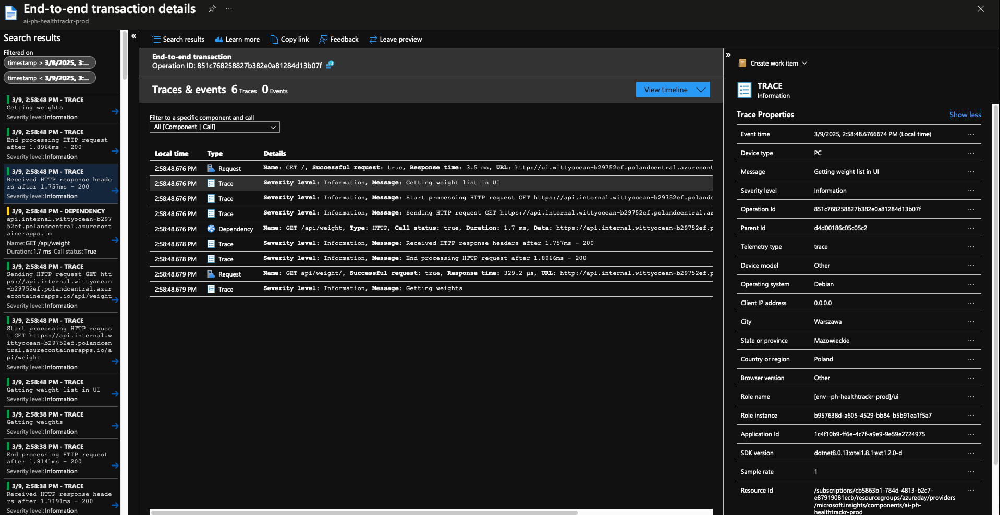 End-to-end transaction details
ai-ph-healthtrackr-prod
Search results
Filtered on
timestamp > 3/8/2025, 3:...
timestamp < 3/9/2025, 3:...
3/9, 2:58:48 PM - TRACE
Getting weights
Severity level: Information
3/9, 2:58:48 PM - TRACE
End processing HTTP request
after 1.8966ms - 200
Severity level: Information
3/9, 2:58:48 PM - TRACE
Received HTTP response heade
rs after 1.757ms - 200
Severity level: Information
3/9, 2:58:48 PM - DEPENDENCY
api.internal.wittyocean-b297
52ef.polandcentral.azurecont
ainerapps.io
Name: GET /api/weight
Duration: 1.7 ms Call status: True
3/9, 2:58:48 PM - TRACE
Sending HTTP request GET htt
ps://api.internal.wittyocean
-b29752ef.polandcentral.azur
econtainerapps.io/api/weight
Severity level: Information
3/9, 2:58:48 PM - TRACE
Start processing HTTP reques
t GET https://api.internal.w
ittyocean-b29752ef.polandcen
tral.azurecontainerapps.io/a
pi/weight
Severity level: Information
3/9, 2:58:48 PM - TRACE
Getting weight list in UI
Severity level: Information
3/9, 2:58:38 PM - TRACE
Getting weights
Severity level: Information
3/9, 2:58:38 PM - TRACE
End processing HTTP request
after 1.8141ms - 200
Severity level: Information
3/9, 2:58:38 PM - TRACE
Received HTTP response heade
rs after 1.7191ms - 200
Severity level: Information
Search results Learn more Copy link Feedback Leave preview
End-to-end transaction
Operation ID: 851c768258827b382e0a81284d13b07f
Traces & events 6 Traces 0 Events
View timeline
Filter to a specific component and call
All [Component | Call]
Local time Type Details
2:58:48.676 PM Request Name: GET /, Successful request: true, Response time: 3.5 ms, URL: http://ui.wittyocean-b29752ef.polandcentral.azurecont
2:58:48.676 PM Trace Severity level: Information, Message: Getting weight list in UI
2:58:48.676 PM Trace Severity level: Information, Message: Start processing HTTP request GET https://api.internal.wittyocean-b29752ef.polandc
2:58:48.676 PM Trace Severity level: Information, Message: Sending HTTP request GET https://api.internal.wittyocean-b29752ef.polandcentral.az
2:58:48.676 PM Dependency Name: GET /api/weight, Type: HTTP, Call status: true, Duration: 1.7 ms, Data: https://api.internal.wittyocean-b29752ef.p
2:58:48.678 PM Trace Severity level: Information, Message: Received HTTP response headers after 1.757ms - 200
2:58:48.678 PM Trace Severity level: Information, Message: End processing HTTP request after 1.8966ms - 200
2:58:48.679 PM Request Name: GET api/weight/, Successful request: true, Response time: 329.2 µs, URL: http://api.internal.wittyocean-b29752ef.p
2:58:48.679 PM Trace Severity level: Information, Message: Getting weights
Create work item
TRACE
Information
Trace Properties Show less
Event time 3/9/2025, 2:58:48.6766674 PM (Local time) ...
Device type PC ...
Message Getting weight list in UI ...
Severity level Information ...
Operation Id 851c768258827b382e0a81284d13b07f ...
Parent Id d4d00186c05c05c2 ...
Telemetry type trace ...
Device model Other ...
Operating system Debian ...
Client IP address 0.0.0.0 ...
City Warszawa ...
State or province Mazowieckie ...
Country or region Poland ...
Browser version Other ...
Role name [env--ph-healthtrackr-prod]/ui ...
Role instance b957638d-a605-4529-bb84-b5b91ea1f5a7 ...
Application Id 1c4f10b9-ff6e-4c7f-a9e9-9e59e2724975 ...
SDK version dotnet8.0.13:otel1.8.1:ext1.2.0-d ...
Sample rate 1 ...
Resource Id /subscriptions/cb5863b1-784d-4813-b2c7- ...
e87919081ecb/resourcegroups/azureday/providers
/microsoft.insights/components/ai-ph-
healthtrackr-prod